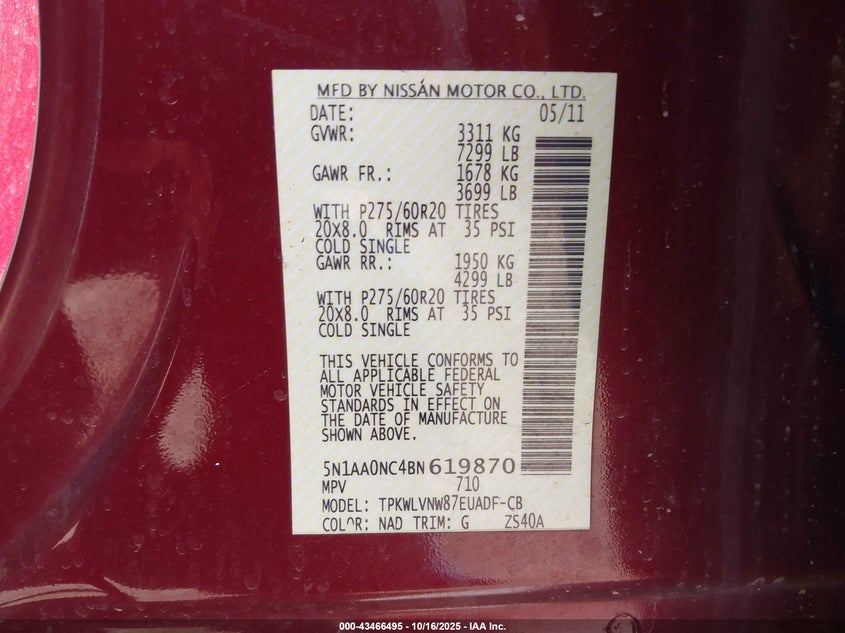 MFD BY NISSAN MOTOR CO., LTD.
DATE: 05/11
GVWR: 3311 KG
7299 LB
GAWR FR.: 1678 KG
3699 LB
WITH P275/60R20 TIRES
20X8.0 RIMS AT 35 PSI
COLD SINGLE
GAWR RR.: 1950 KG
4299 LB
WITH P275/60R20 TIRES
20X8.0 RIMS AT 35 PSI
COLD SINGLE
THIS VEHICLE CONFORMS TO
ALL APPLICABLE FEDERAL
MOTOR VEHICLE SAFETY
STANDARDS IN EFFECT ON
THE DATE OF MANUFACTURE
SHOWN ABOVE.
5N1AA0NC4BN619870
MPV 710
MODEL: TPKWLVNW87EUADF-CB
COLOR: NAD TRIM: G ZS40A
000-43466495 - 10/16/2025 - IAA Inc.